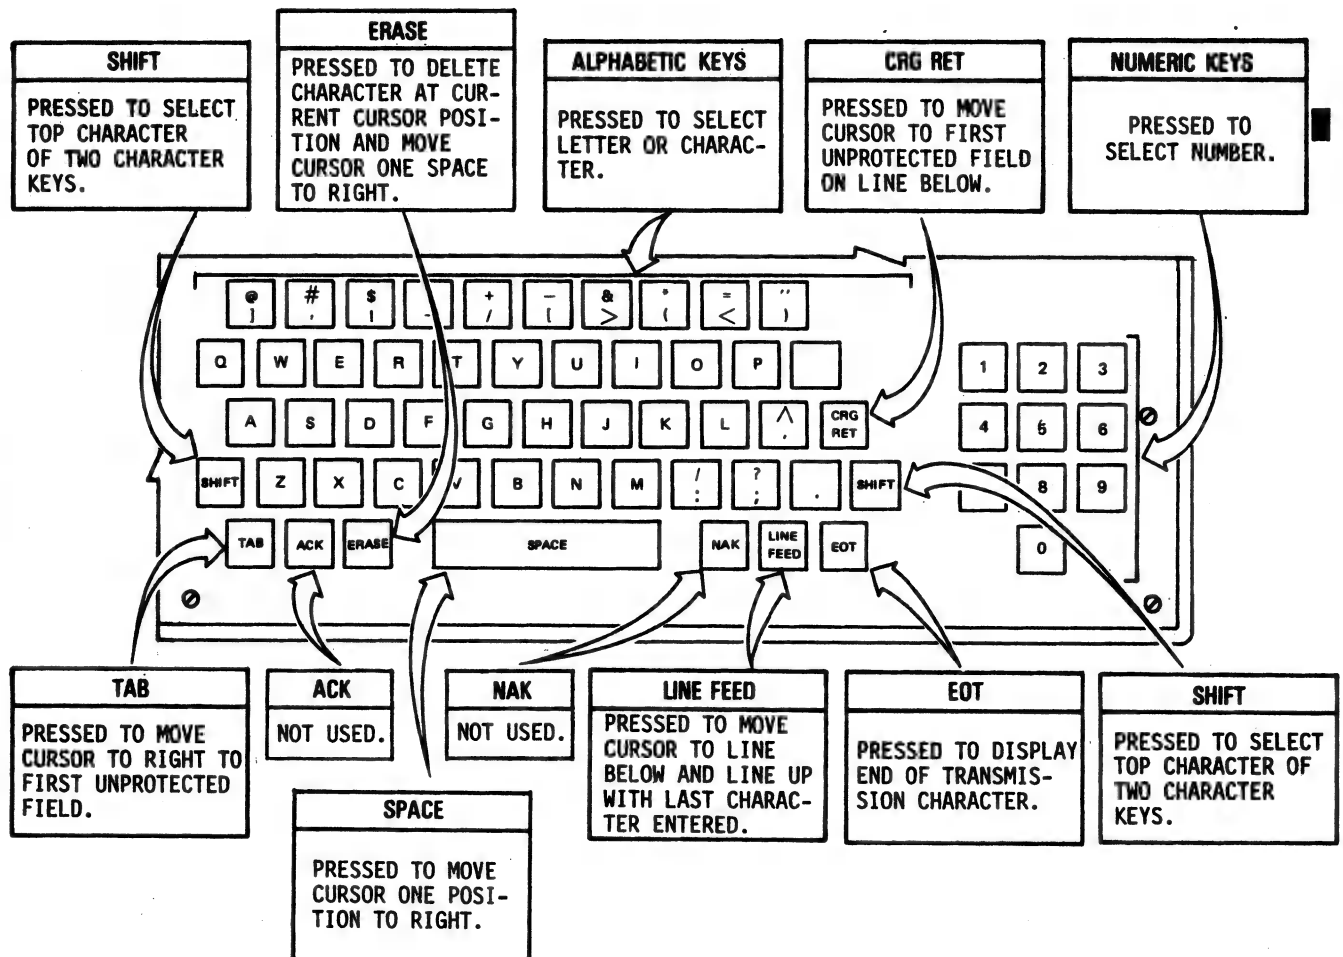 SHIFT
PRESSED TO SELECT
TOP CHARACTER
OF TWO CHARACTER
KEYS.
ERASE
PRESSED TO DELETE
CHARACTER AT CUR-
RENT CURSOR POSI-
TION AND MOVE
CURSOR ONE SPACE
TO RIGHT.
ALPHABETIC KEYS
PRESSED TO SELECT
LETTER OR CHARAC-
TER.
CRG RET
PRESSED TO MOVE
CURSOR TO FIRST
UNPROTECTED FIELD
ON LINE BELOW.
NUMERIC KEYS
PRESSED TO
SELECT NUMBER.
@ # $ + — & * = "
] ' ! - / [ > ( < )
Q W E R T Y U I O P
A S D F G H J K L ^ ,
CRG
RET
SHIFT Z X C V B N M / : ? ; . SHIFT
TAB ACK ERASE SPACE NAK
LINE
FEED
EOT
1 2 3
4 5 6
8 9
0
TAB
PRESSED TO MOVE
CURSOR TO RIGHT TO
FIRST UNPROTECTED
FIELD.
ACK
NOT USED.
SPACE
PRESSED TO MOVE
CURSOR ONE POSI-
TION TO RIGHT.
NAK
NOT USED.
LINE FEED
PRESSED TO MOVE
CURSOR TO LINE
BELOW AND LINE UP
WITH LAST CHARAC-
TER ENTERED.
EOT
PRESSED TO DISPLAY
END OF TRANSMIS-
SION CHARACTER.
SHIFT
PRESSED TO SELECT
TOP CHARACTER OF
TWO CHARACTER
KEYS.